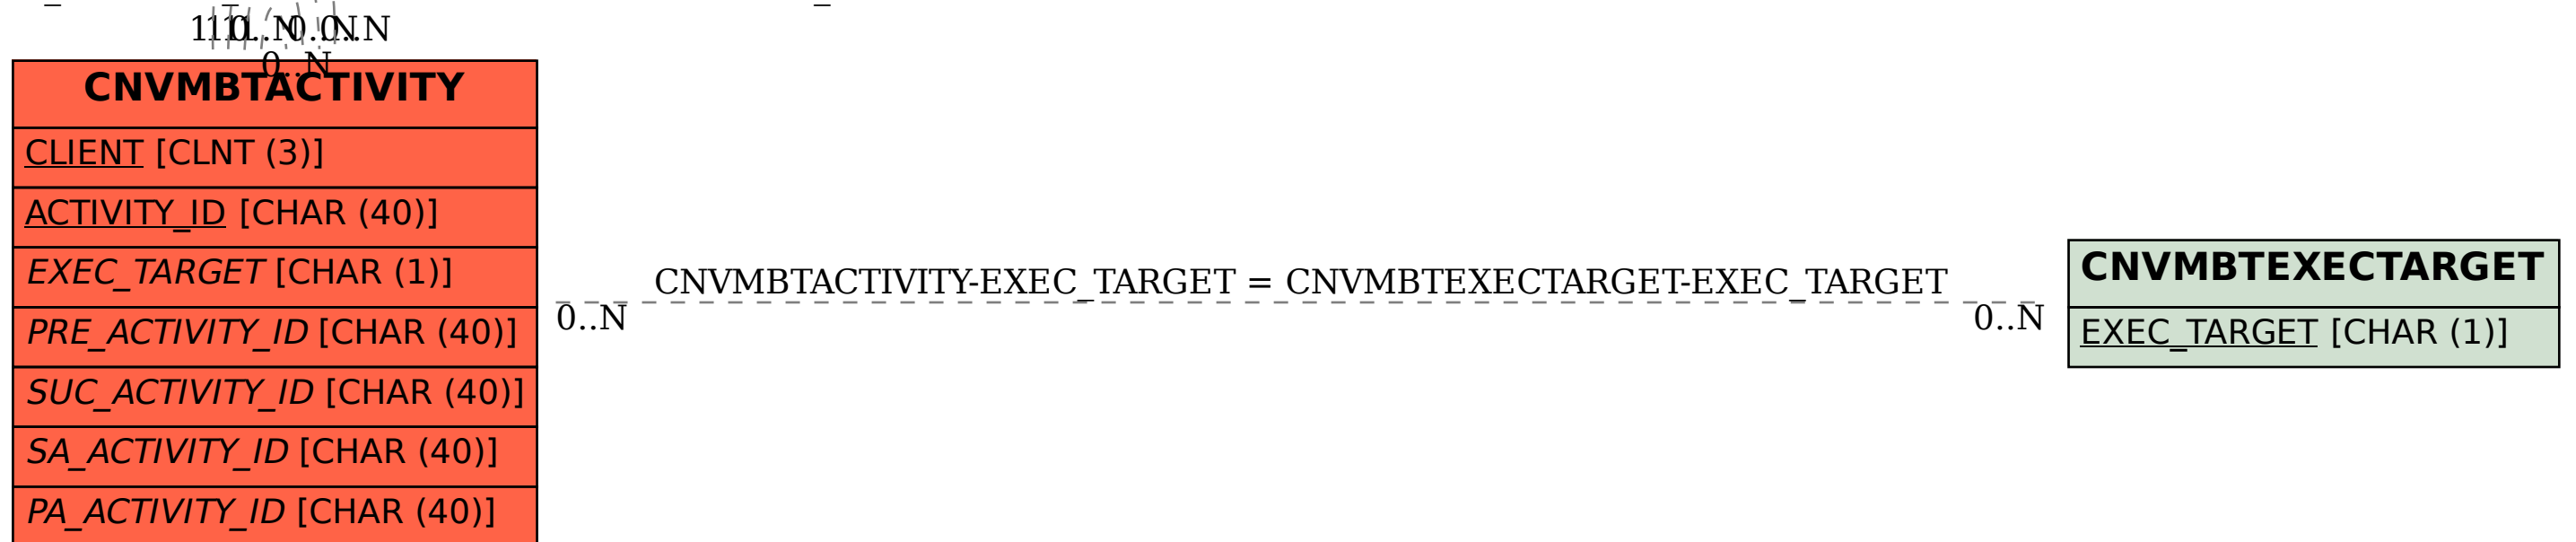 0..N
CNVMBTACTIVITY
CLIENT [CLNT (3)]
ACTIVITY_ID [CHAR (40)]
EXEC_TARGET [CHAR (1)]
PRE_ACTIVITY_ID [CHAR (40)]
SUC_ACTIVITY_ID [CHAR (40)]
SA_ACTIVITY_ID [CHAR (40)]
PA_ACTIVITY_ID [CHAR (40)]
CNVMBTACTIVITY-EXEC_TARGET = CNVMBTEXECTARGET-EXEC_TARGET
0..N
0..N
CNVMBTEXECTARGET
EXEC_TARGET [CHAR (1)]